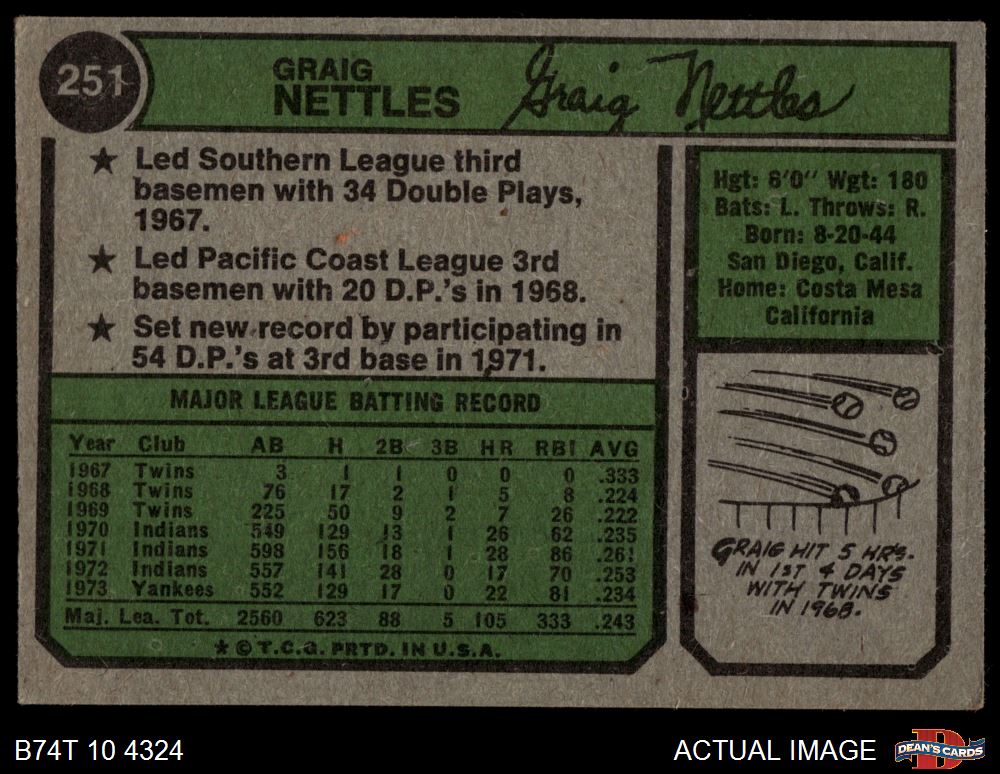 251
GRAIG
NETTLES
Graig Nettles
★ Led Southern League third
basemen with 34 Double Plays,
1967.
★ Led Pacific Coast League 3rd
basemen with 20 D.P.'s in 1968.
★ Set new record by participating in
54 D.P.'s at 3rd base in 1971.
Hgt: 6'0" Wgt: 180
Bats: L. Throws: R.
Born: 8-20-44
San Diego, Calif.
Home: Costa Mesa
California
MAJOR LEAGUE BATTING RECORD
Year Club AB H 2B 3B HR RBI AVG
1967 Twins 3 1 1 0 0 0 .333
1968 Twins 76 17 2 1 5 8 .224
1969 Twins 225 50 9 2 7 26 .222
1970 Indians 549 129 13 1 26 62 .235
1971 Indians 598 156 18 1 28 86 .261
1972 Indians 557 141 28 0 17 70 .253
1973 Yankees 552 129 17 0 22 81 .234
Maj. Lea. Tot. 2560 623 88 5 105 333 .243
★ © T.C.G. PRTD. IN U.S.A.
GRAIG HIT 5 HR'S.
IN 1ST 4 DAYS
WITH TWINS
IN 1968.
B74T 10 4324
ACTUAL IMAGE
DEAN'S CARDS